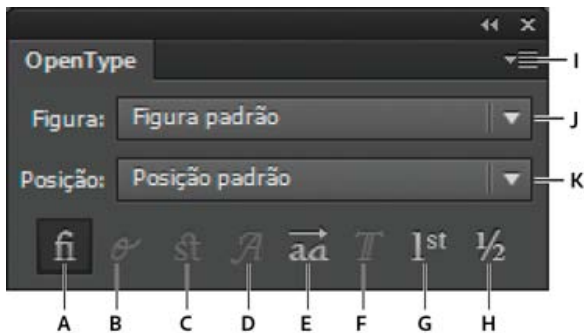 OpenType
I
Figura: Figura padrão
J
Posição: Posição padrão
K
fi o st A aa T 1st ½
A B C D E F G H